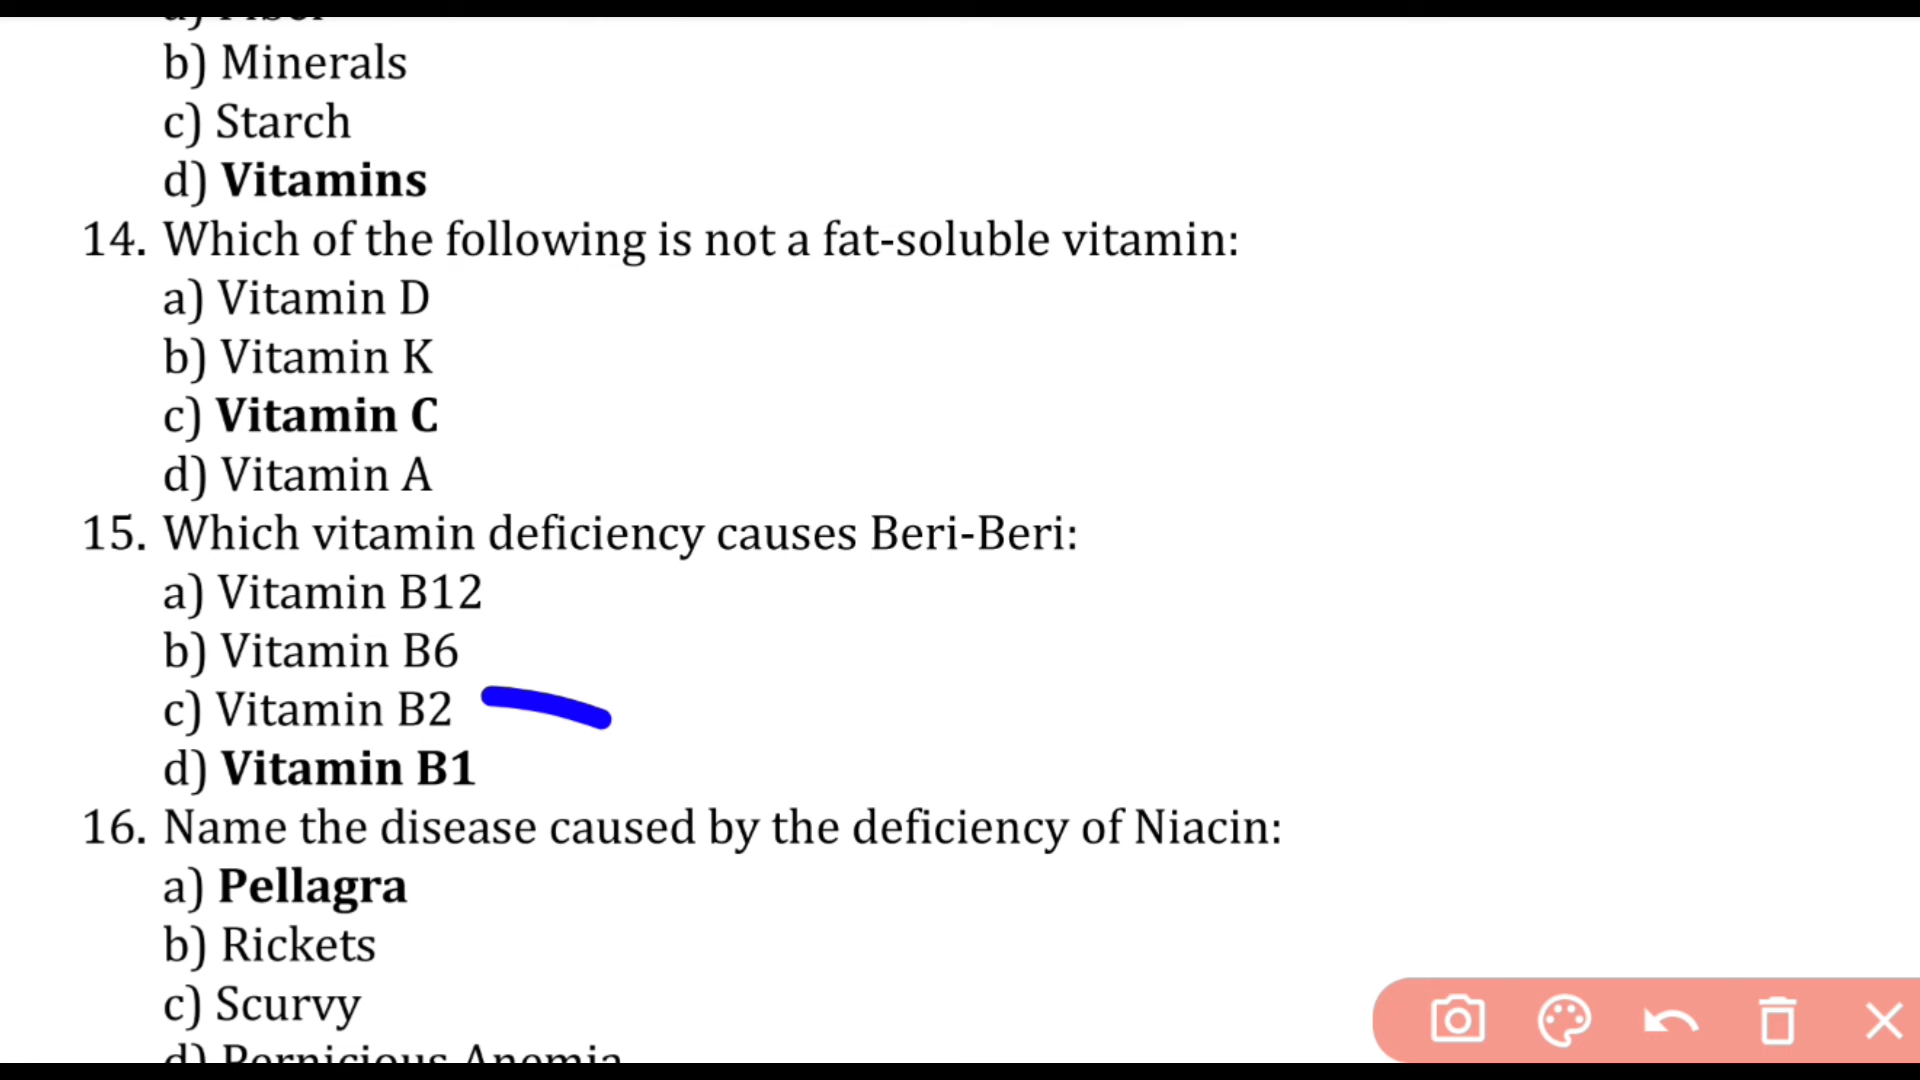 b) Minerals
c) Starch
d) Vitamins
14. Which of the following is not a fat-soluble vitamin:
a) Vitamin D
b) Vitamin K
c) Vitamin C
d) Vitamin A
15. Which vitamin deficiency causes Beri-Beri:
a) Vitamin B12
b) Vitamin B6
c) Vitamin B2
d) Vitamin B1
16. Name the disease caused by the deficiency of Niacin:
a) Pellagra
b) Rickets
c) Scurvy
d) Pernicious Anemia